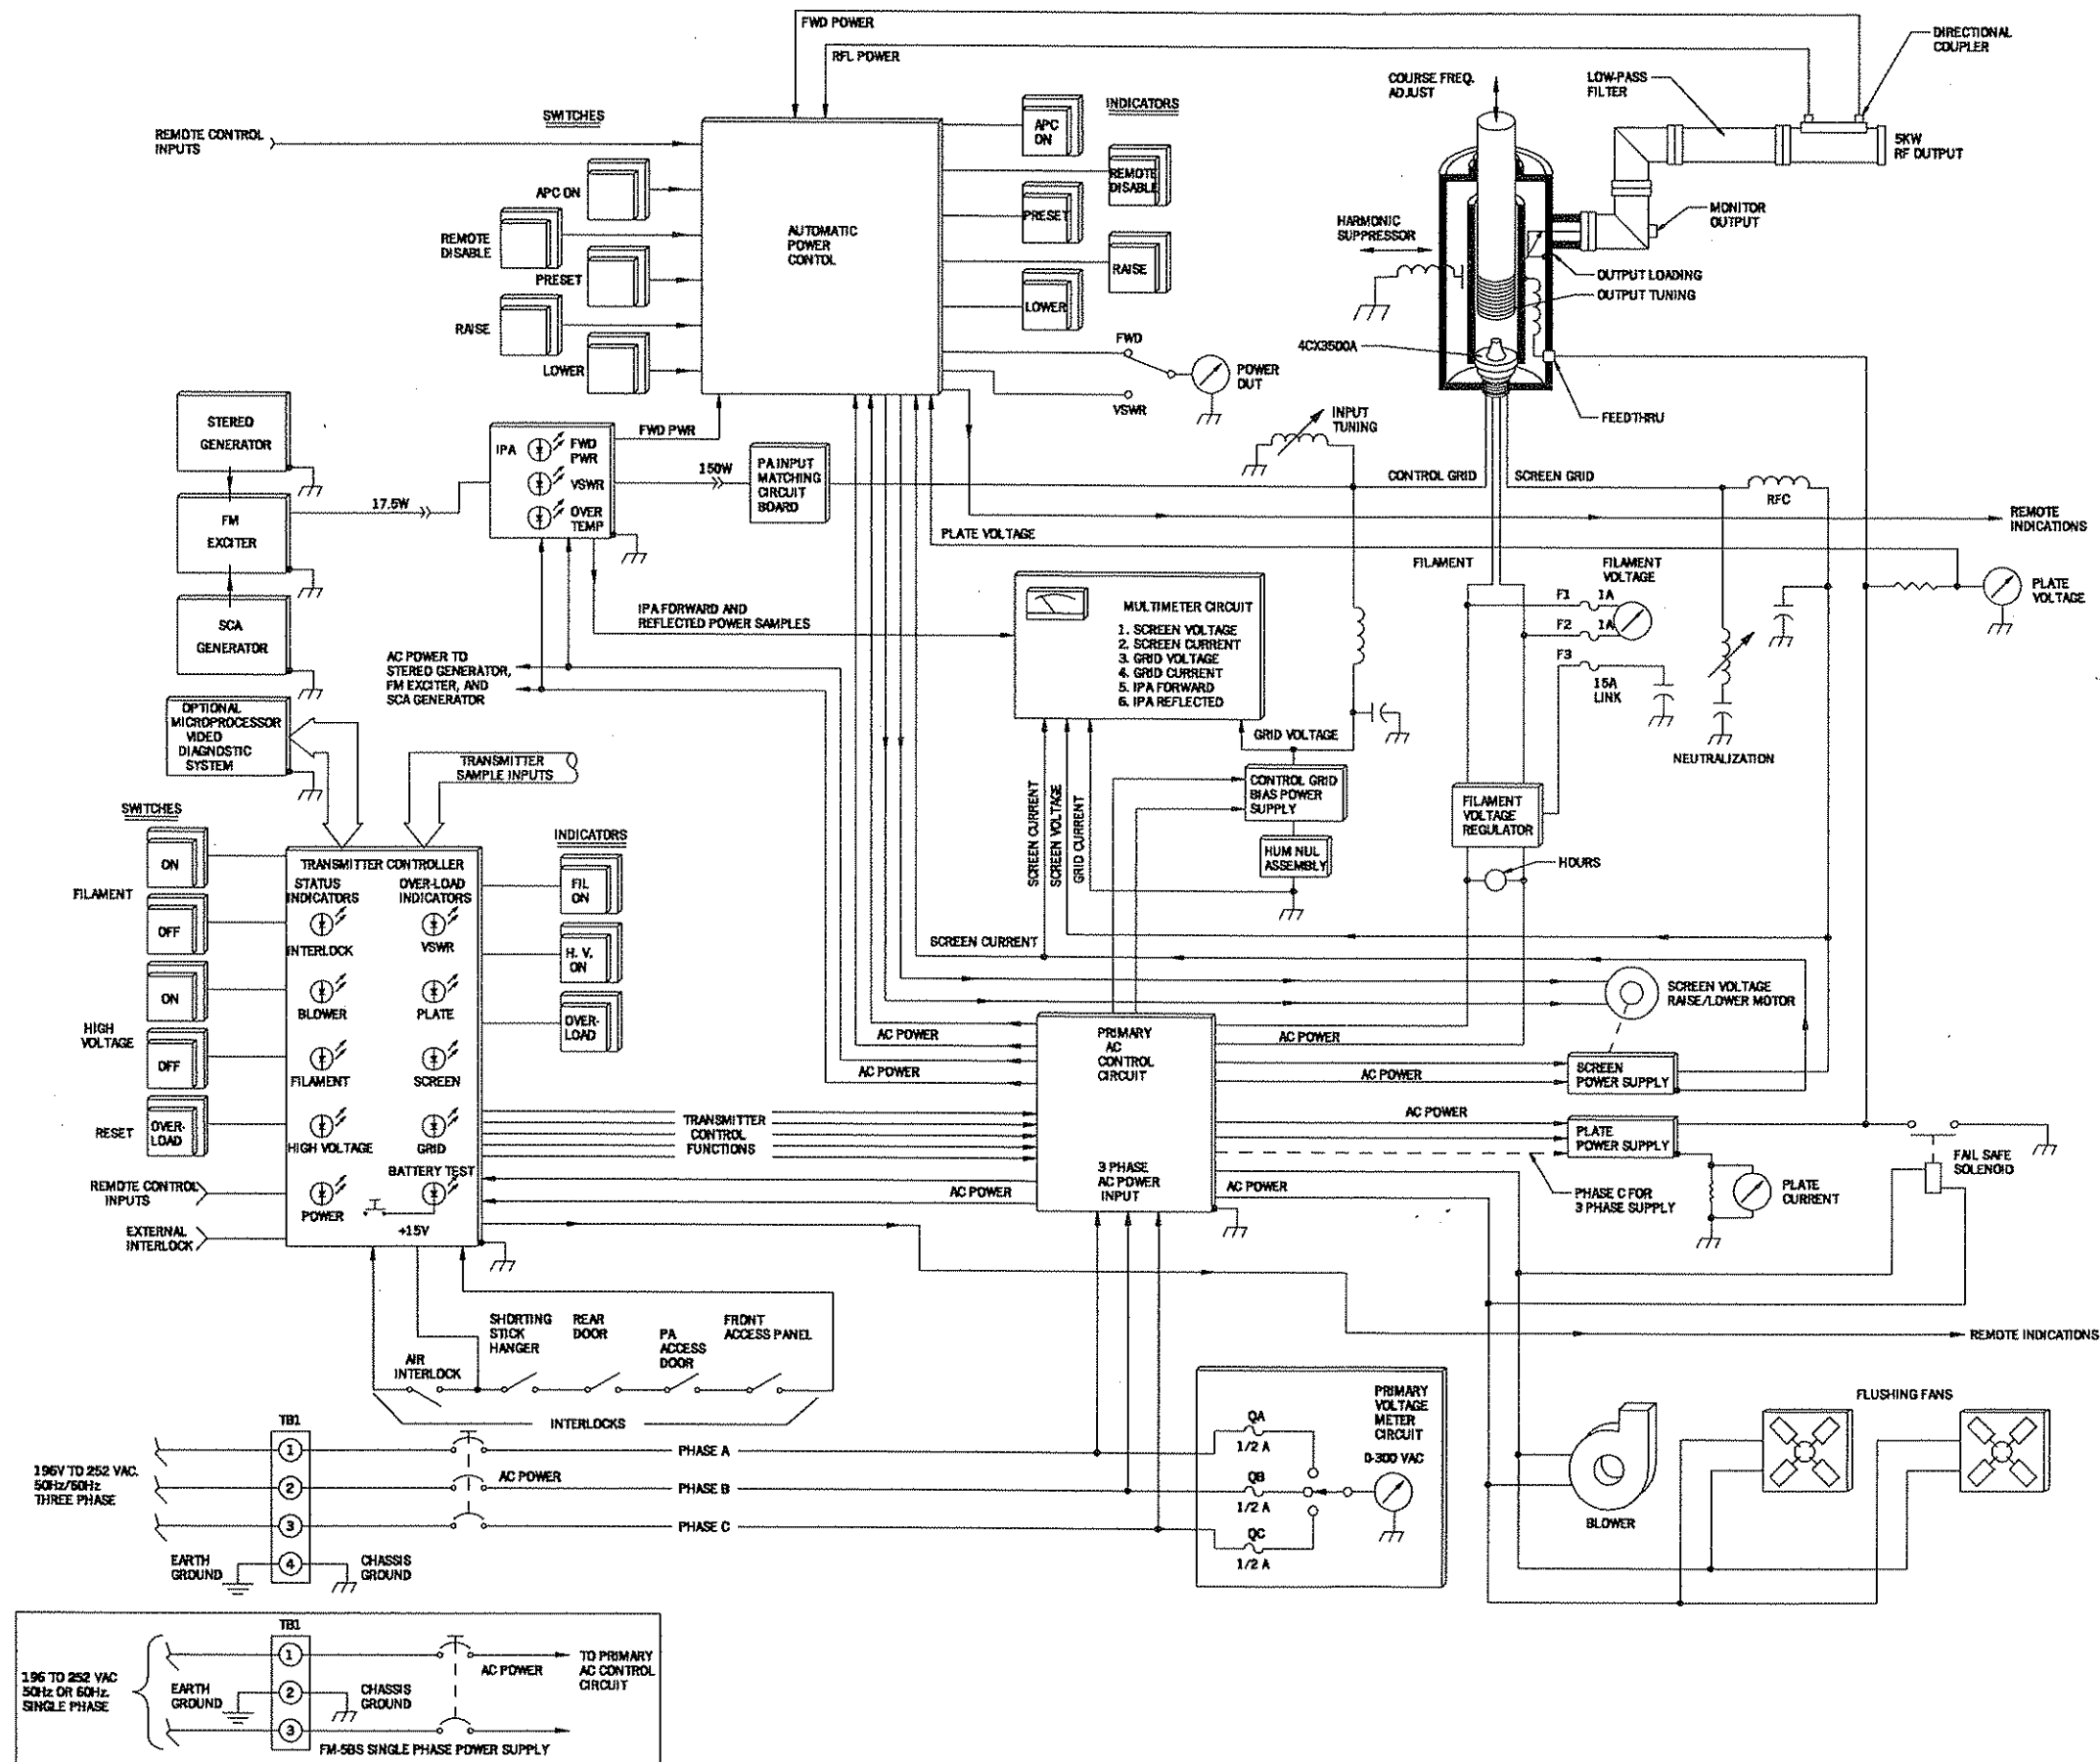 FWD POWER
RFL POWER
DIRECTIONAL
COUPLER
COURSE FREQ.
ADJUST
LOW-PASS
FILTER
5KW
RF OUTPUT
MONITOR
OUTPUT
HARMONIC
SUPPRESSOR
OUTPUT LOADING
OUTPUT TUNING
4CX3500A
FEEDTHRU
SWITCHES
INDICATORS
REMOTE CONTROL
INPUTS
APC ON
REMOTE
DISABLE
PRESET
RAISE
LOWER
AUTOMATIC
POWER
CONTOL
APC
ON
REMOTE
DISABLE
PRESET
RAISE
LOWER
FWD
VSWR
POWER
OUT
STEREO
GENERATOR
FM
EXCITER
SCA
GENERATOR
17.5W
IPA
FWD
PWR
VSWR
OVER
TEMP
FWD PWR
150W
PA INPUT
MATCHING
CIRCUIT
BOARD
INPUT
TUNING
CONTROL GRID
SCREEN GRID
RFC
REMOTE
INDICATIONS
PLATE VOLTAGE
FILAMENT
FILAMENT
VOLTAGE
F1 1A
F2 1A
F3
15A
LINK
PLATE
VOLTAGE
NEUTRALIZATION
IPA FORWARD AND
REFLECTED POWER SAMPLES
MULTIMETER CIRCUIT
1. SCREEN VOLTAGE
2. SCREEN CURRENT
3. GRID VOLTAGE
4. GRID CURRENT
5. IPA FORWARD
6. IPA REFLECTED
AC POWER TO
STEREO GENERATOR,
FM EXCITER, AND
SCA GENERATOR
OPTIONAL
MICROPROCESSOR
VIDEO
DIAGNOSTIC
SYSTEM
TRANSMITTER
SAMPLE INPUTS
GRID VOLTAGE
CONTROL GRID
BIAS POWER
SUPPLY
HUM NUL
ASSEMBLY
SCREEN CURRENT
SCREEN VOLTAGE
GRID CURRENT
FILAMENT
VOLTAGE
REGULATOR
HOURS
SWITCHES
INDICATORS
FILAMENT
ON
OFF
HIGH
VOLTAGE
ON
OFF
RESET
OVER-
LOAD
REMOTE CONTROL
INPUTS
EXTERNAL
INTERLOCK
TRANSMITTER CONTROLLER
STATUS
INDICATORS
OVER-LOAD
INDICATORS
INTERLOCK
VSWR
BLOWER
PLATE
FILAMENT
SCREEN
HIGH VOLTAGE
GRID
BATTERY TEST
POWER
+15V
FIL
ON
H. V.
ON
OVER-
LOAD
SCREEN CURRENT
SCREEN VOLTAGE
RAISE/LOWER MOTOR
AC POWER
AC POWER
AC POWER
AC POWER
PRIMARY
AC
CONTROL
CIRCUIT
3 PHASE
AC POWER
INPUT
SCREEN
POWER SUPPLY
TRANSMITTER
CONTROL
FUNCTIONS
AC POWER
PLATE
POWER SUPPLY
AC POWER
AC POWER
PHASE C FOR
3 PHASE SUPPLY
PLATE
CURRENT
FAIL SAFE
SOLENOID
REMOTE INDICATIONS
AIR
INTERLOCK
SHORTING
STICK
HANGER
REAR
DOOR
PA
ACCESS
DOOR
FRONT
ACCESS PANEL
INTERLOCKS
196V TO 252 VAC.
50Hz/60Hz
THREE PHASE
TB1
1
2
3
4
EARTH
GROUND
CHASSIS
GROUND
AC POWER
PHASE A
PHASE B
PHASE C
PRIMARY
VOLTAGE
METER
CIRCUIT
0-300 VAC
QA
1/2 A
QB
1/2 A
QC
1/2 A
BLOWER
FLUSHING FANS
TB1
1
2
3
196 TO 252 VAC
50Hz OR 60Hz.
SINGLE PHASE
EARTH
GROUND
CHASSIS
GROUND
AC POWER
TO PRIMARY
AC CONTROL
CIRCUIT
FM-5BS SINGLE PHASE POWER SUPPLY